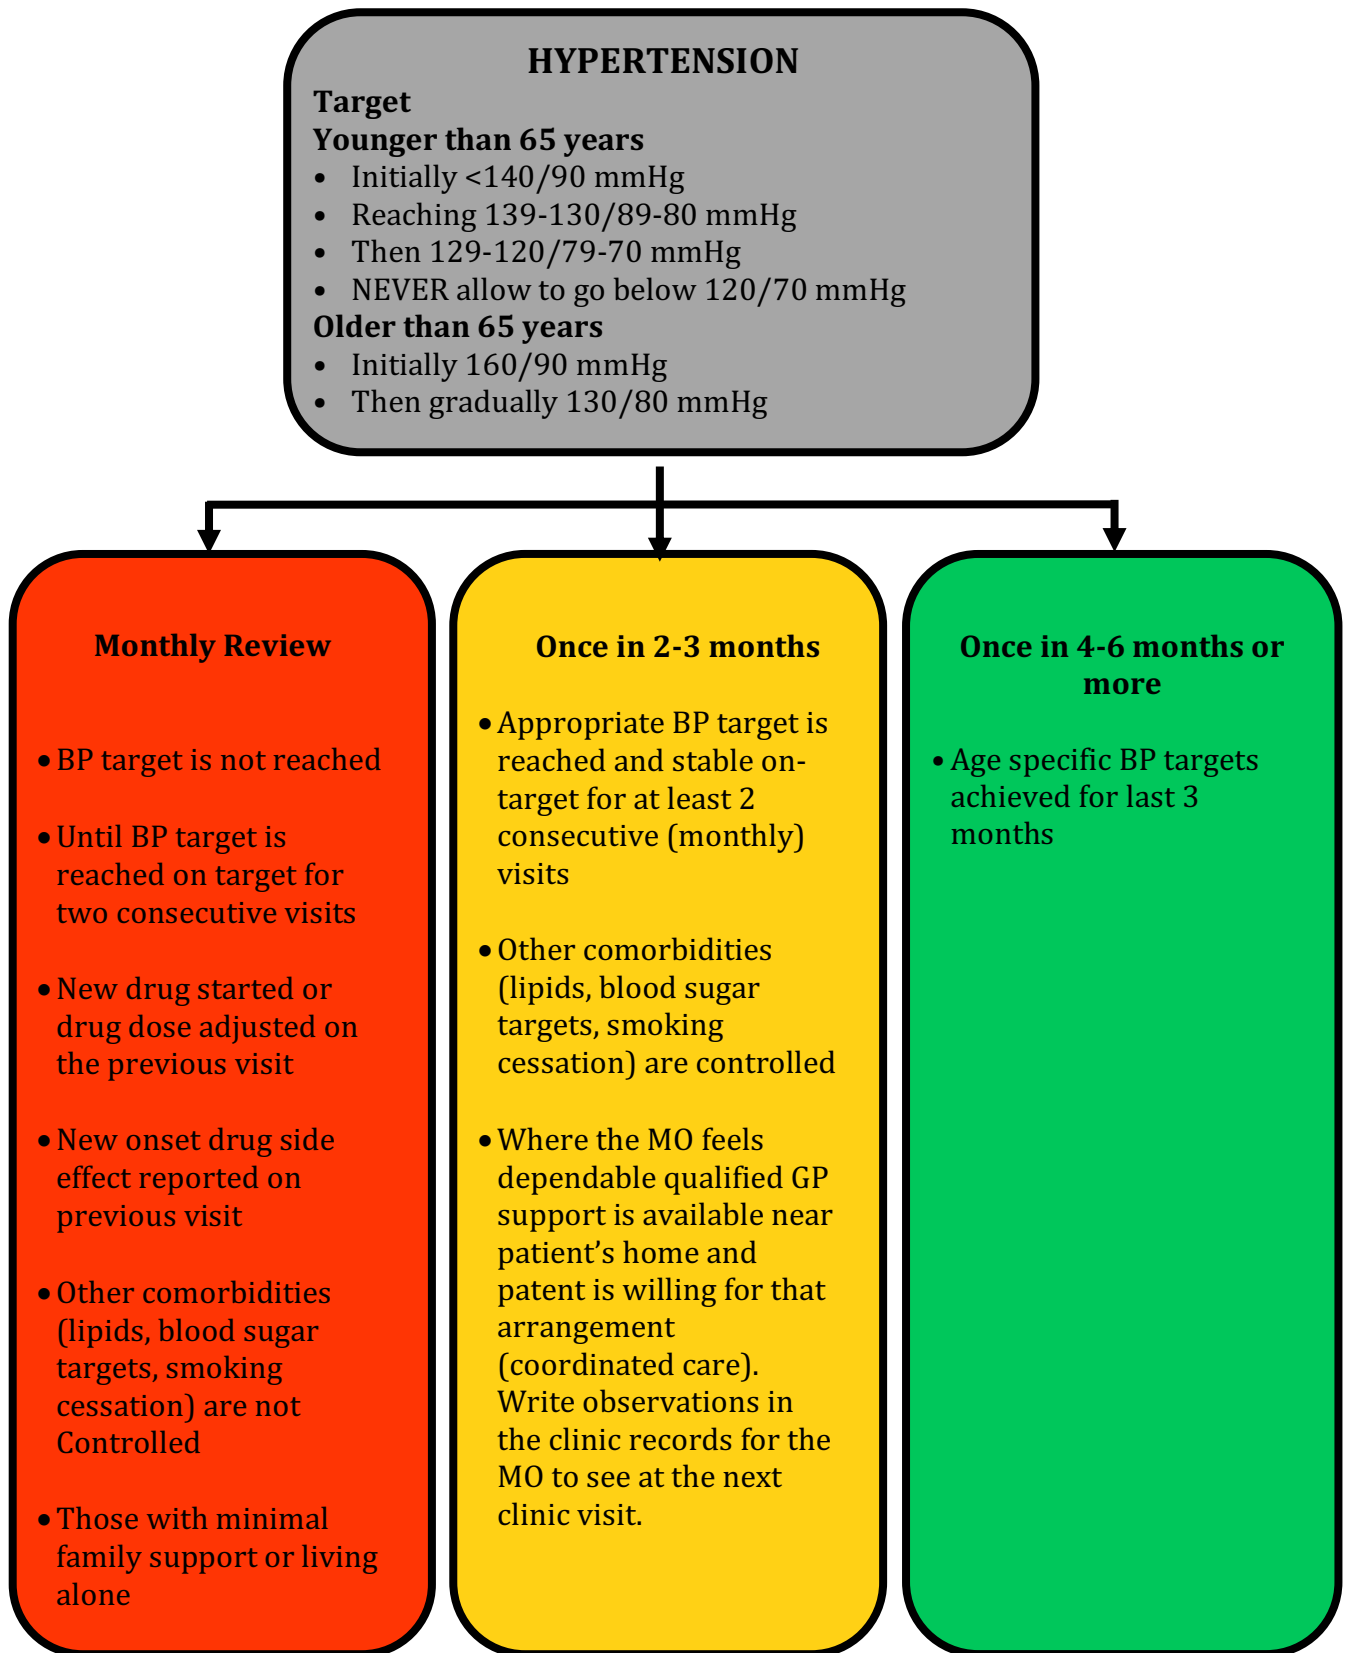 HYPERTENSION
Target
Younger than 65 years
• Initially <140/90 mmHg
• Reaching 139-130/89-80 mmHg
• Then 129-120/79-70 mmHg
• NEVER allow to go below 120/70 mmHg
Older than 65 years
• Initially 160/90 mmHg
• Then gradually 130/80 mmHg
Monthly Review
• BP target is not reached
• Until BP target is
reached on target for
two consecutive visits
• New drug started or
drug dose adjusted on
the previous visit
• New onset drug side
effect reported on
previous visit
• Other comorbidities
(lipids, blood sugar
targets, smoking
cessation) are not
Controlled
• Those with minimal
family support or living
alone
Once in 2-3 months
• Appropriate BP target is
reached and stable on-
target for at least 2
consecutive (monthly)
visits
• Other comorbidities
(lipids, blood sugar
targets, smoking
cessation) are controlled
• Where the MO feels
dependable qualified GP
support is available near
patient’s home and
patent is willing for that
arrangement
(coordinated care).
Write observations in
the clinic records for the
MO to see at the next
clinic visit.
Once in 4-6 months or
more
• Age specific BP targets
achieved for last 3
months